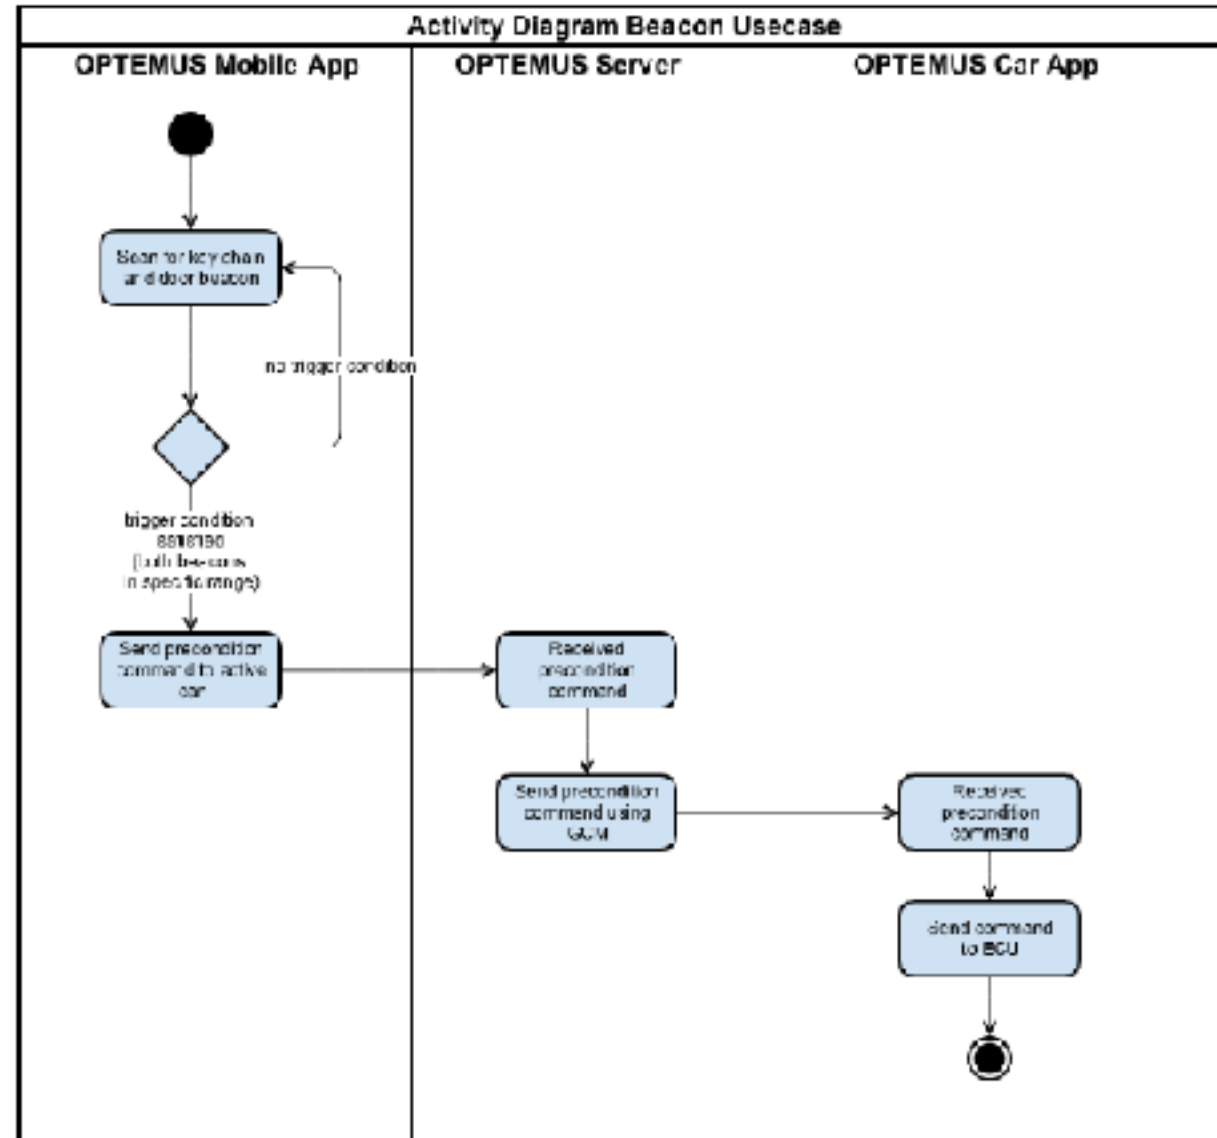 Activity Diagram Beacon Usecase
OPTEMUS Mobile App
OPTEMUS Server
OPTEMUS Car App
Scan for key chain
and door beacon
no trigger condition
trigger condition
satisfied
(both beacons
in specific range)
Send precondition
command to active
car
Received
precondition
command
Send precondition
command using
GCM
Received
precondition
command
Send command
to ECU